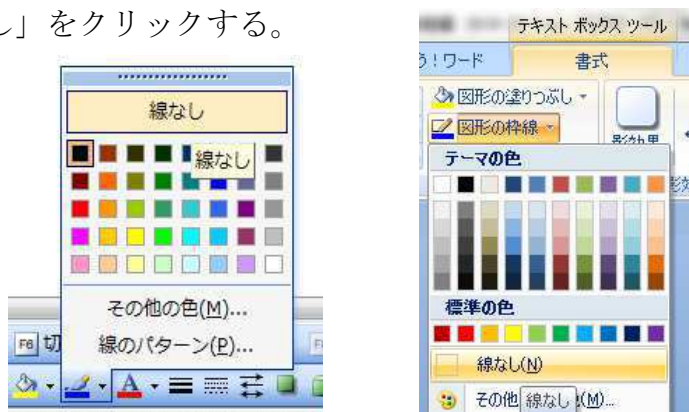 し」をクリックする。
線なし
線なし
その他の色(M)...
線のパターン(P)...
F6 切
A
テキスト ボックス ツール
う！ワード
書式
図形の塗りつぶし
図形の枠線
テーマの色
標準の色
線なし(N)
その他
線なし
(M)...